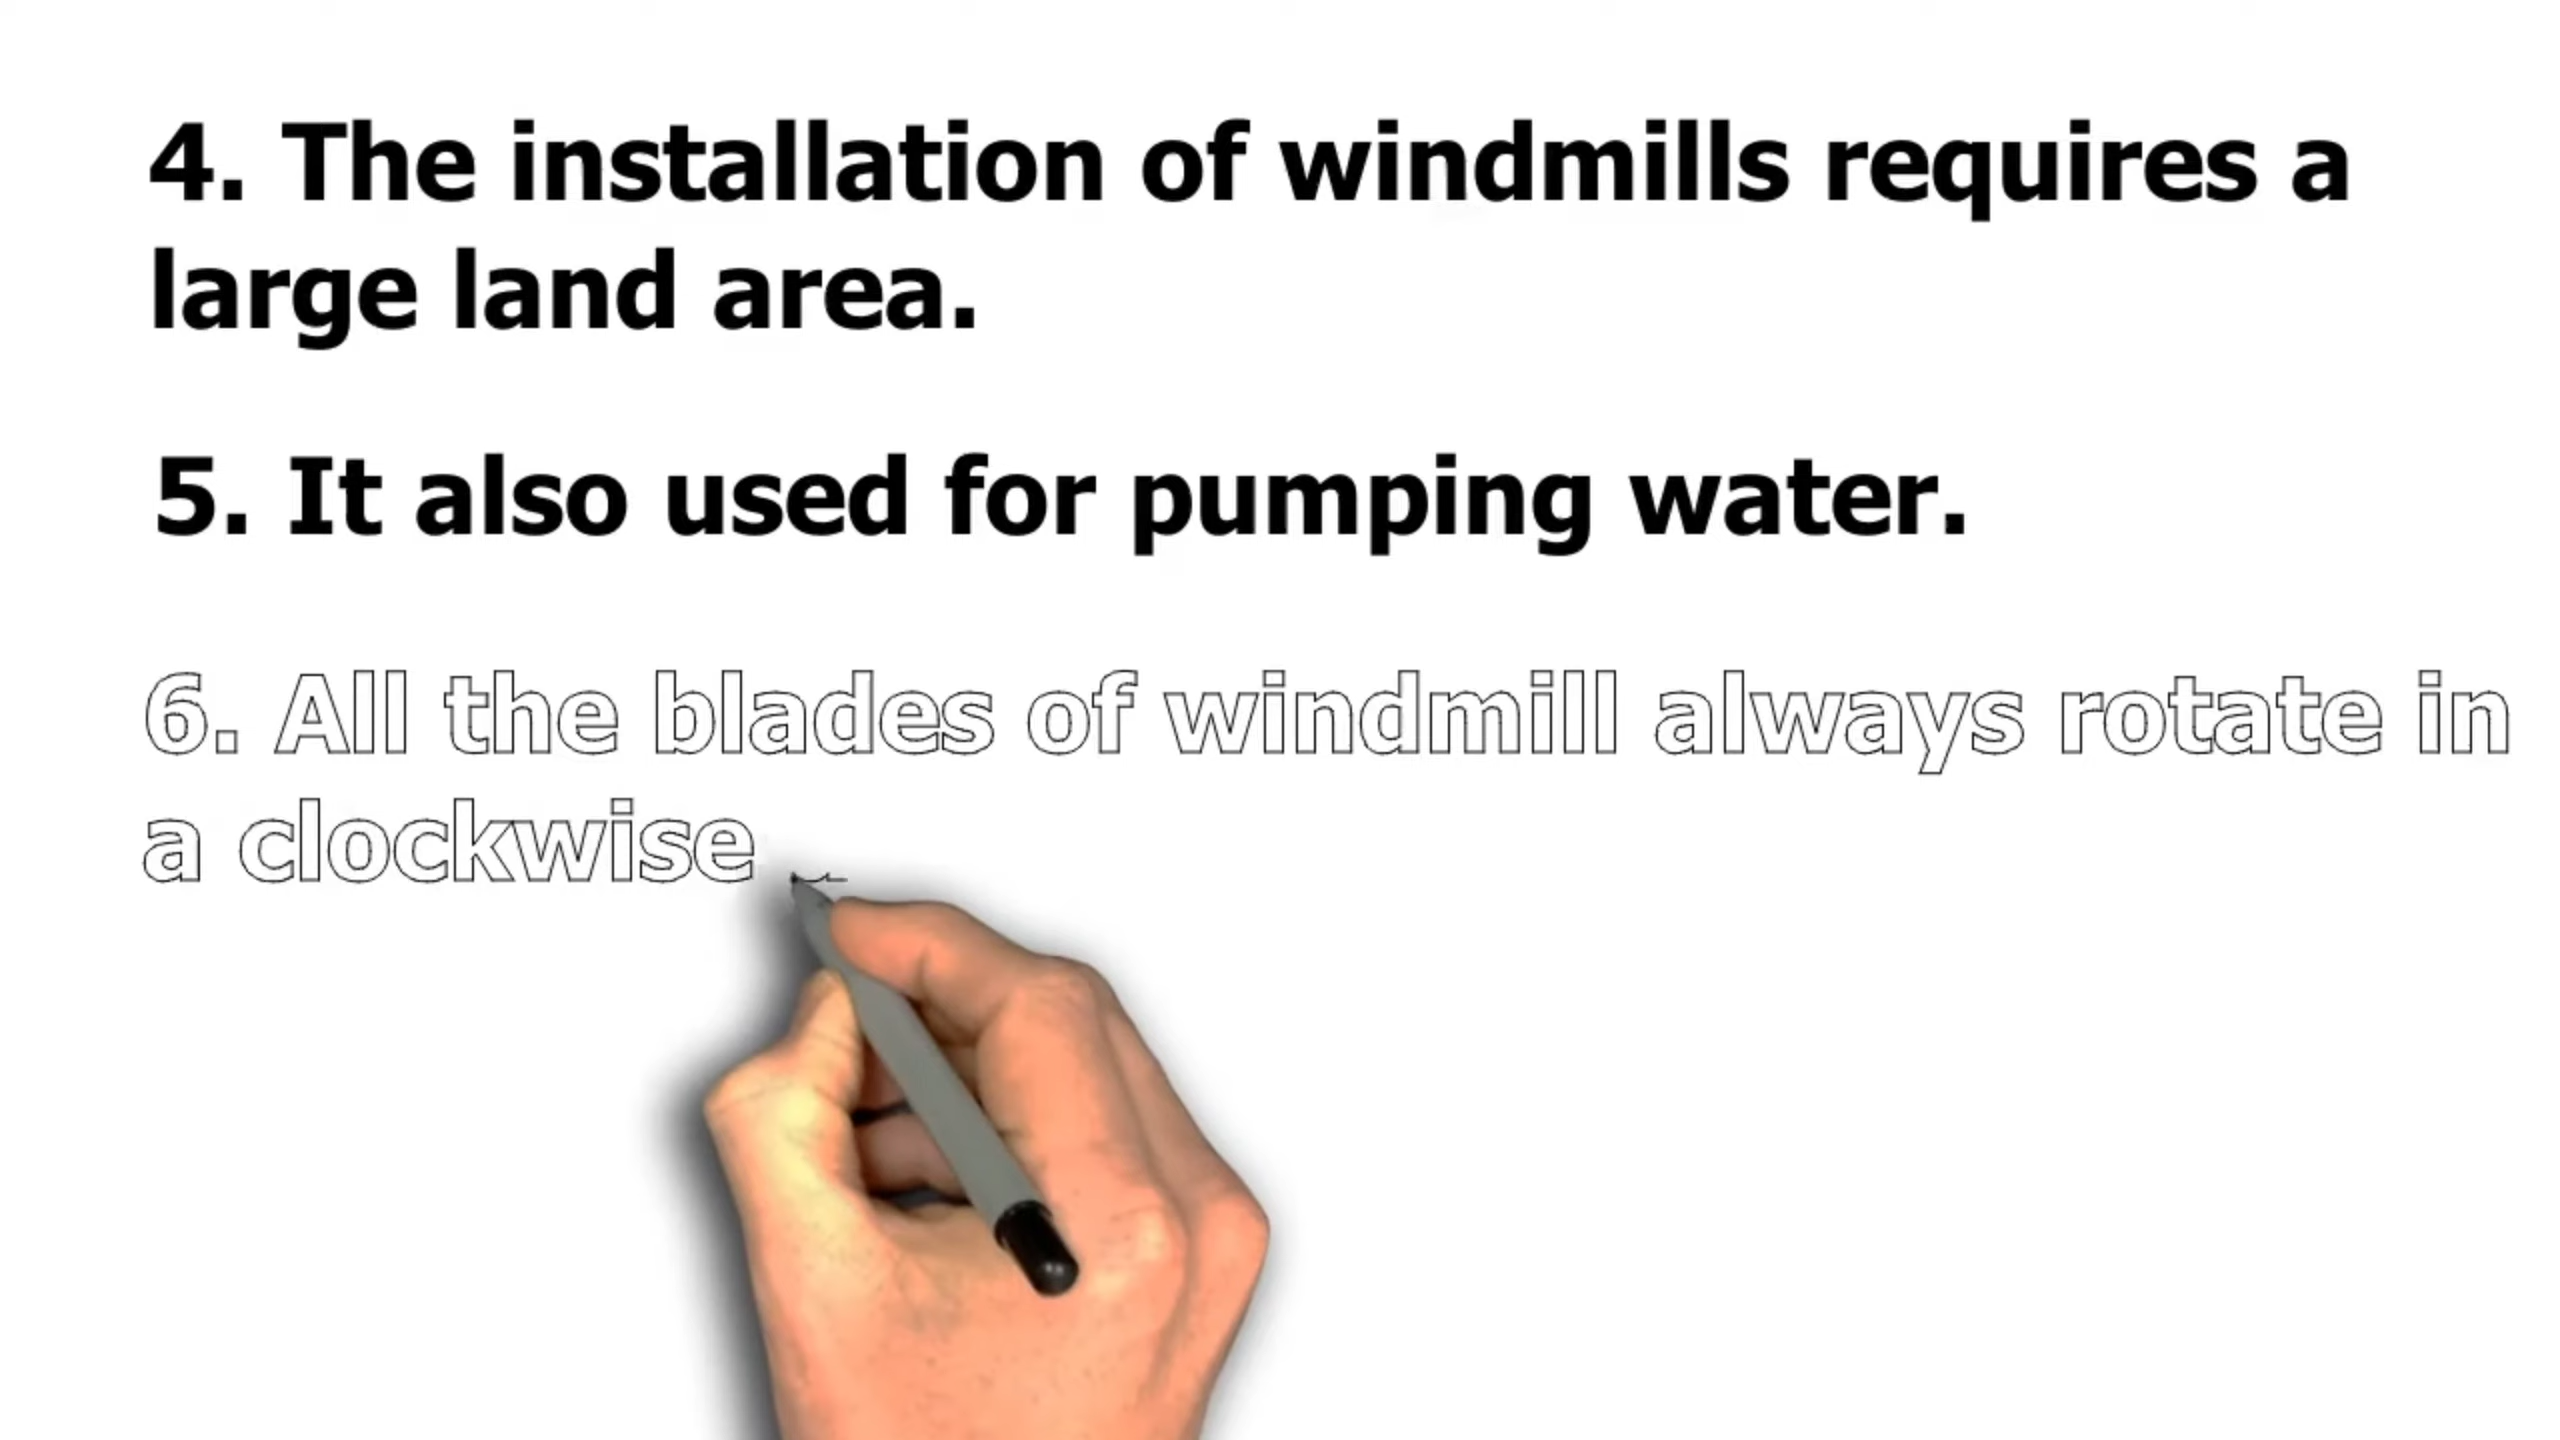 4. The installation of windmills requires a
large land area.
5. It also used for pumping water.
6. All the blades of windmill always rotate in
a clockwise